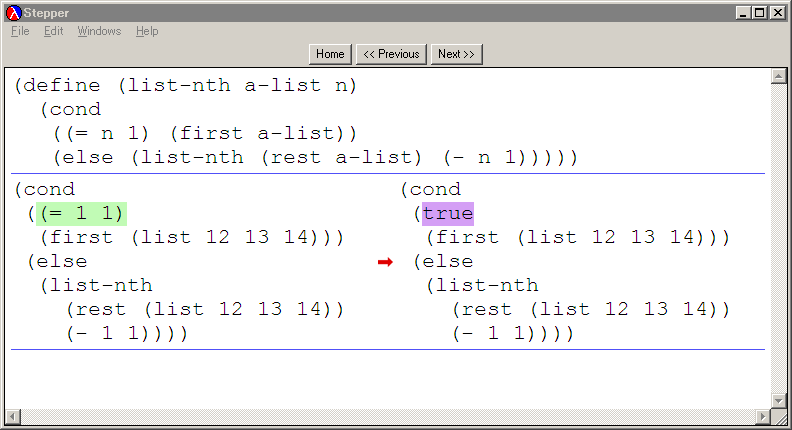 Stepper
File Edit Windows Help
Home << Previous Next >>
(define (list-nth a-list n)
(cond
((= n 1) (first a-list))
(else (list-nth (rest a-list) (- n 1)))))
(cond
((= 1 1)
(first (list 12 13 14)))
(else
(list-nth
(rest (list 12 13 14))
(- 1 1))))
(cond
(true
(first (list 12 13 14)))
(else
(list-nth
(rest (list 12 13 14))
(- 1 1))))